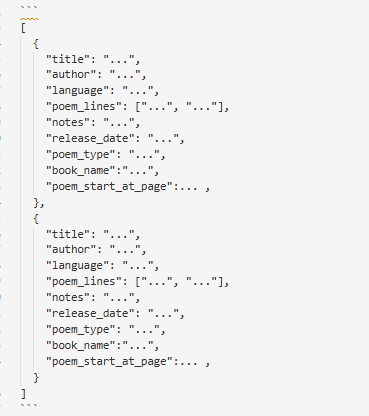 ```
[
  {
    "title": "...",
    "author": "...",
    "language": "...",
    "poem_lines": ["...", "..."],
    "notes": "...",
    "release_date": "...",
    "poem_type": "...",
    "book_name":"...",
    "poem_start_at_page":... ,
  },
  {
    "title": "...",
    "author": "...",
    "language": "...",
    "poem_lines": ["...", "..."],
    "notes": "...",
    "release_date": "...",
    "poem_type": "...",
    "book_name":"...",
    "poem_start_at_page":... ,
  }
]
```